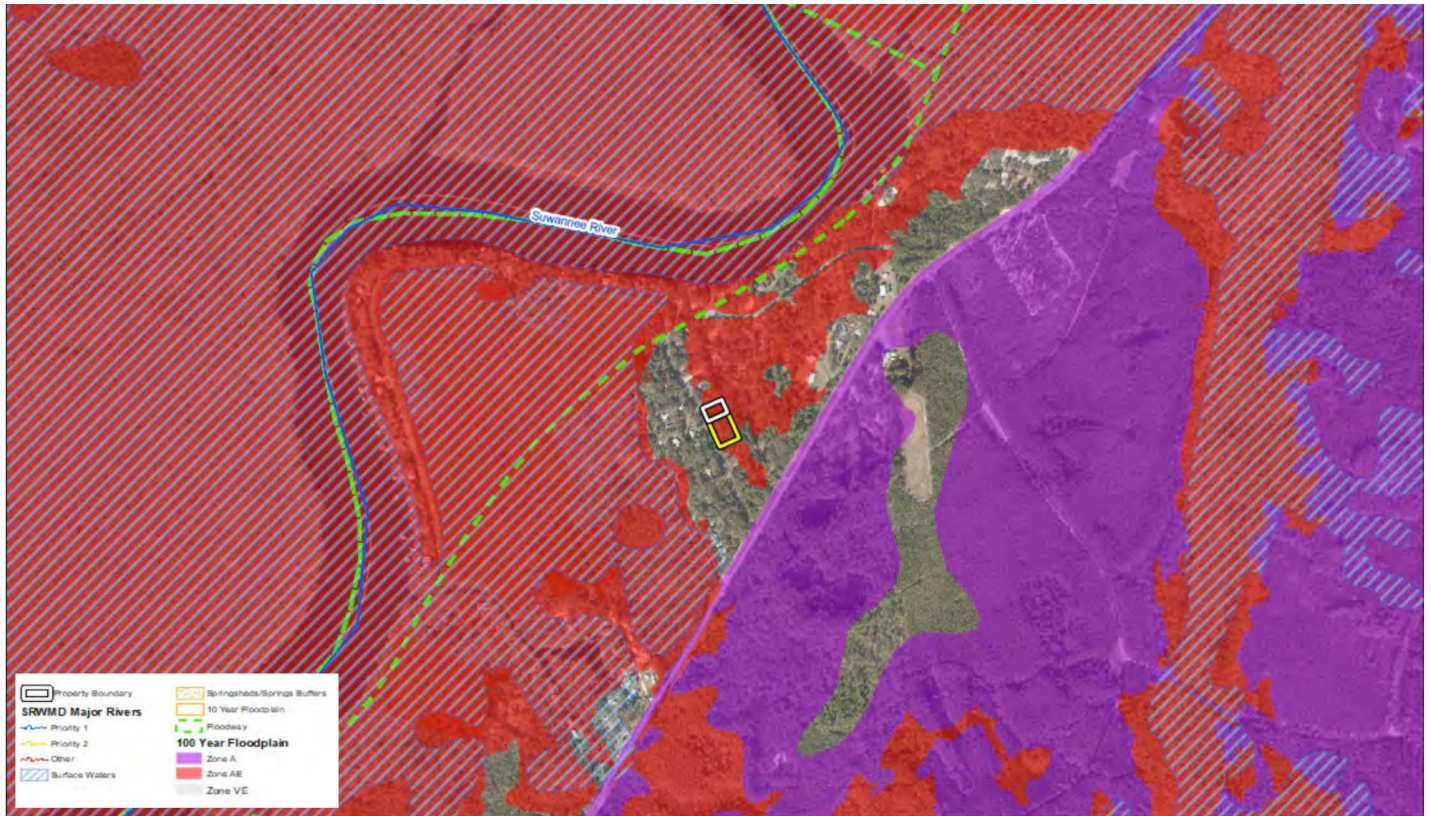 Suwannee River
Property Boundary
SRWMD Major Rivers
Priority 1
Priority 2
Other
Surface Waters
Springsheds/Springs Buffers
10 Year Floodplain
Floodway
100 Year Floodplain
Zone A
Zone AE
Zone VE